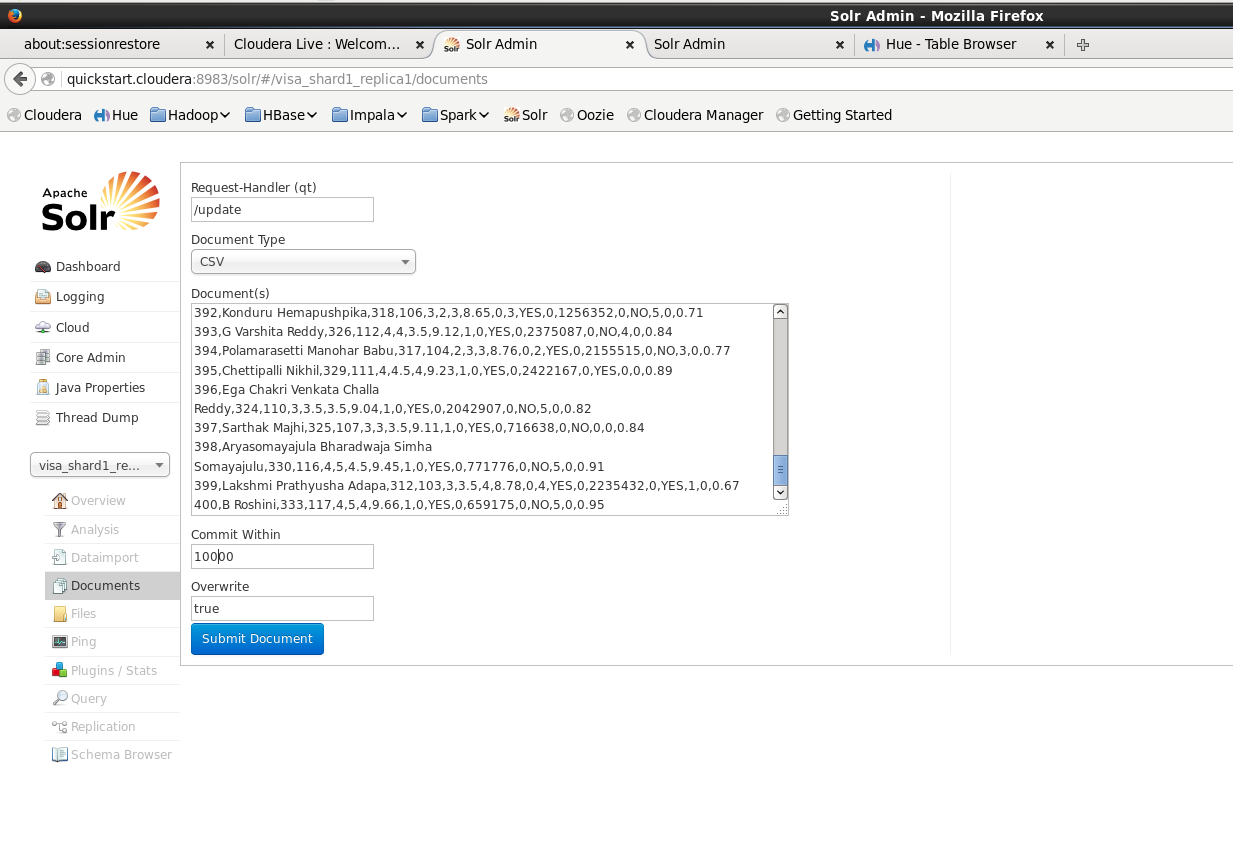 Solr Admin - Mozilla Firefox
about:sessionrestore
Cloudera Live : Welcom...
Solr Admin
Solr Admin
Hue - Table Browser
quickstart.cloudera:8983/solr/#/visa_shard1_replica1/documents
Cloudera
Hue
Hadoop
HBase
Impala
Spark
Solr
Oozie
Cloudera Manager
Getting Started
Apache
Solr
Dashboard
Logging
Cloud
Core Admin
Java Properties
Thread Dump
visa_shard1_re...
Overview
Analysis
Dataimport
Documents
Files
Ping
Plugins / Stats
Query
Replication
Schema Browser
Request-Handler (qt)
/update
Document Type
CSV
Document(s)
392,Konduru Hemapushpika,318,106,3,2,3,8.65,0,3,YES,0,1256352,0,NO,5,0,0.71
393,G Varshita Reddy,326,112,4,4,3.5,9.12,1,0,YES,0,2375087,0,NO,4,0,0.84
394,Polamarasetti Manohar Babu,317,104,2,3,3,8.76,0,2,YES,0,2155515,0,NO,3,0,0.77
395,Chettipalli Nikhil,329,111,4,4.5,4,9.23,1,0,YES,0,2422167,0,YES,0,0,0.89
396,Ega Chakri Venkata Challa
Reddy,324,110,3,3.5,3.5,9.04,1,0,YES,0,2042907,0,NO,5,0,0.82
397,Sarthak Majhi,325,107,3,3,3.5,9.11,1,0,YES,0,716638,0,NO,0,0,0.84
398,Aryasomayajula Bharadwaja Simha
Somayajulu,330,116,4,5,4.5,9.45,1,0,YES,0,771776,0,NO,5,0,0.91
399,Lakshmi Prathyusha Adapa,312,103,3,3.5,4,8.78,0,4,YES,0,2235432,0,YES,1,0,0.67
400,B Roshini,333,117,4,5,4,9.66,1,0,YES,0,659175,0,NO,5,0,0.95
Commit Within
10000
Overwrite
true
Submit Document